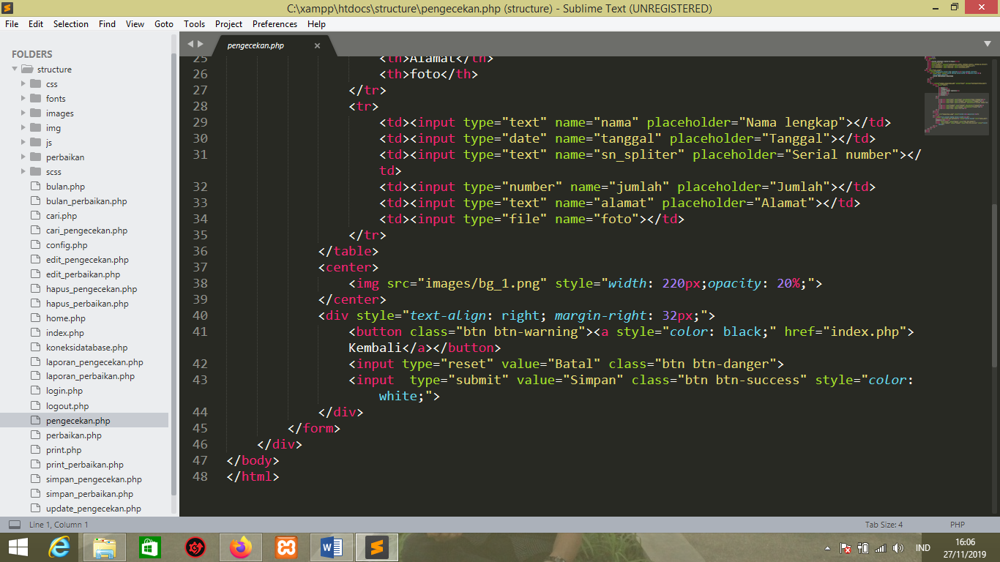 C:\xampp\htdocs\structure\pengecekan.php (structure) - Sublime Text (UNREGISTERED)
File Edit Selection Find View Goto Tools Project Preferences Help
FOLDERS
structure
css
fonts
images
img
js
perbaikan
scss
bulan.php
bulan_perbaikan.php
cari.php
cari_pengecekan.php
config.php
edit_pengecekan.php
edit_perbaikan.php
hapus_pengecekan.php
hapus_perbaikan.php
home.php
index.php
koneksidatabase.php
laporan_pengecekan.php
laporan_perbaikan.php
login.php
logout.php
pengecekan.php
perbaikan.php
print.php
print_perbaikan.php
simpan_pengecekan.php
simpan_perbaikan.php
update_pengecekan.php
pengecekan.php
25 <th>Alamat</th>
26 <th>foto</th>
27 </tr>
28 <tr>
29 <td><input type="text" name="nama" placeholder="Nama lengkap"></td>
30 <td><input type="date" name="tanggal" placeholder="Tanggal"></td>
31 <td><input type="text" name="sn_spliter" placeholder="Serial number"></
td>
32 <td><input type="number" name="jumlah" placeholder="Jumlah"></td>
33 <td><input type="text" name="alamat" placeholder="Alamat"></td>
34 <td><input type="file" name="foto"></td>
35 </tr>
36 </table>
37 <center>
38 <img src="images/bg_1.png" style="width: 220px;opacity: 20%;">
39 </center>
40 <div style="text-align: right; margin-right: 32px;">
41 <button class="btn btn-warning"><a style="color: black;" href="index.php">
Kembali</a></button>
42 <input type="reset" value="Batal" class="btn btn-danger">
43 <input  type="submit" value="Simpan" class="btn btn-success" style="color:
white;">
44 </div>
45 </form>
46 </div>
47 </body>
48 </html>
Line 1, Column 1
Tab Size: 4
PHP
IND
16:06
27/11/2019